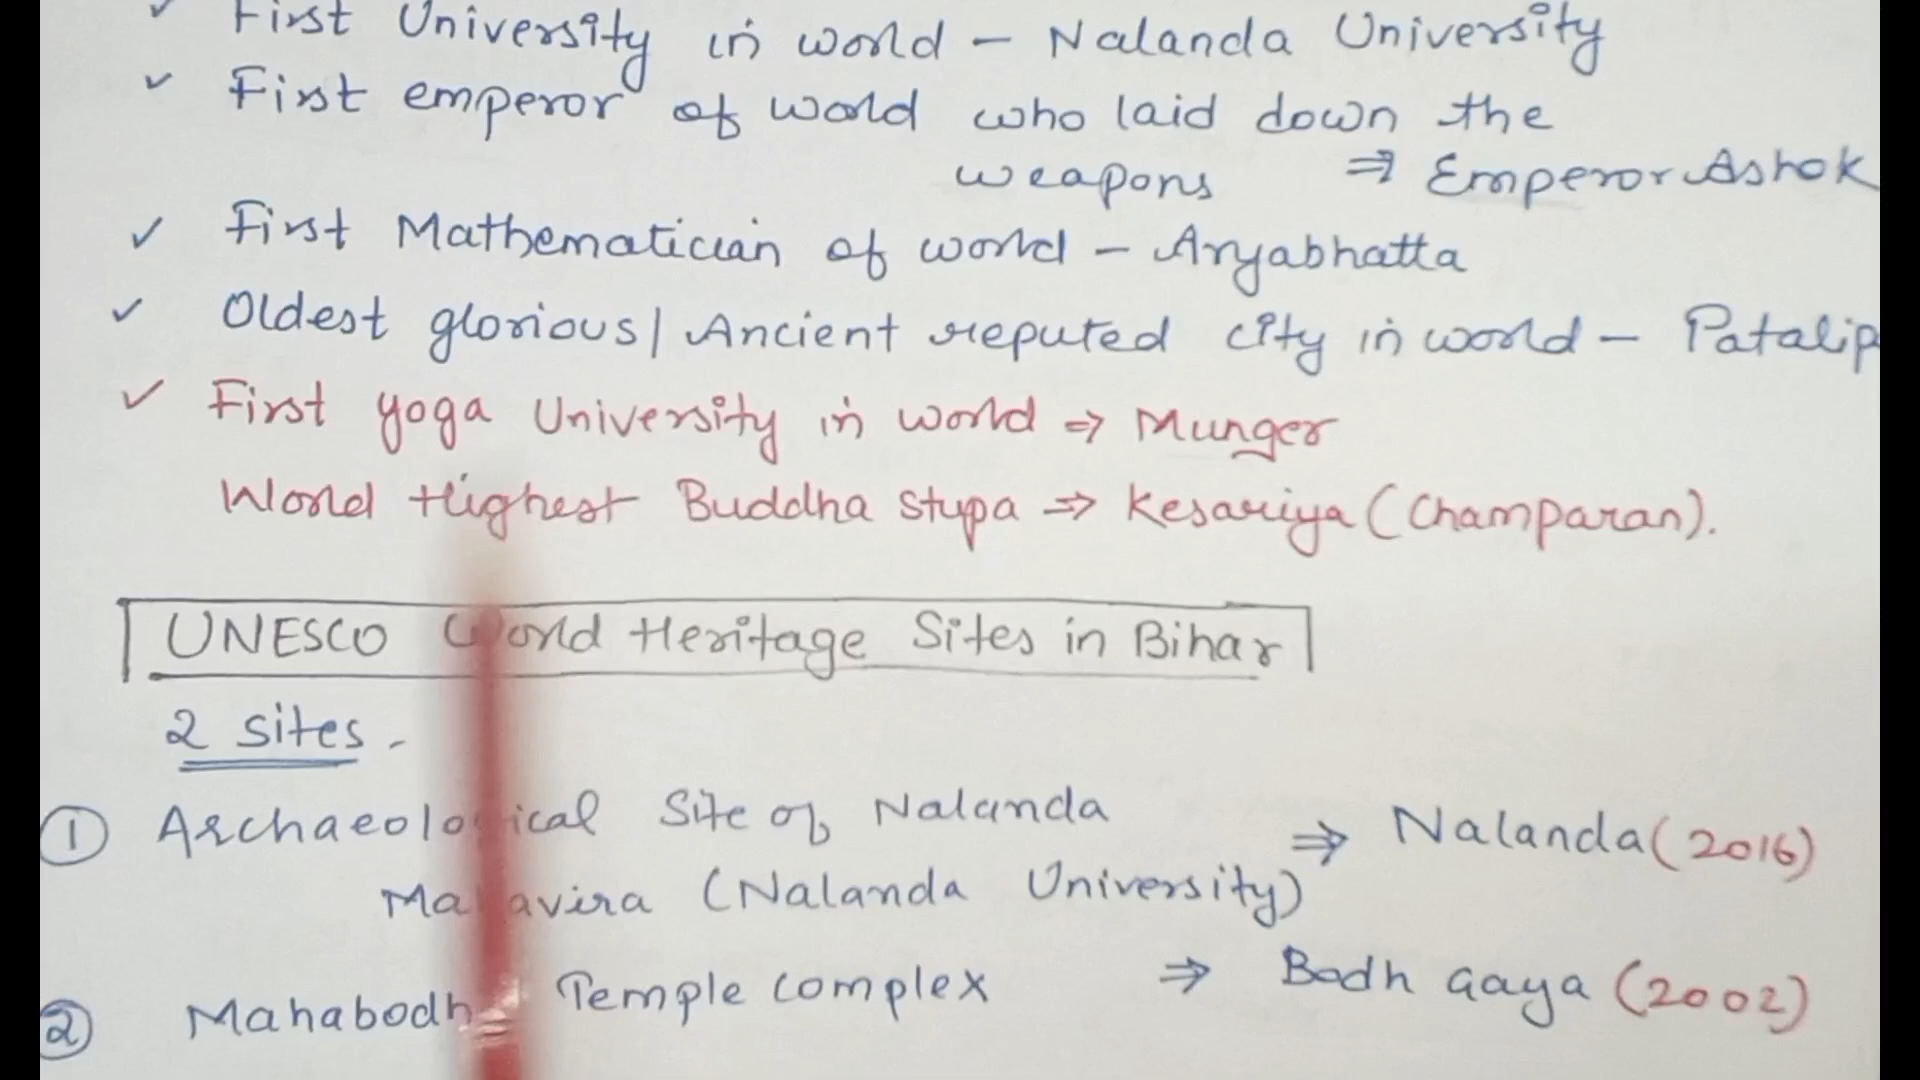 First University in world - Nalanda University
First emperor of world who laid down the
weapons ⇒ Emperor Ashok
First Mathematician of world - Aryabhatta
Oldest glorious/ Ancient reputed city in world - Patalip
First yoga University in world ⇒ Munger
World Highest Buddha Stupa ⇒ Kesariya (Champaran).
UNESCO World Heritage Sites in Bihar
2 sites -
① Archaeological Site of Nalanda ⇒ Nalanda (2016)
Mahavira (Nalanda University)
② Mahabodh Temple complex ⇒ Bodh Gaya (2002)